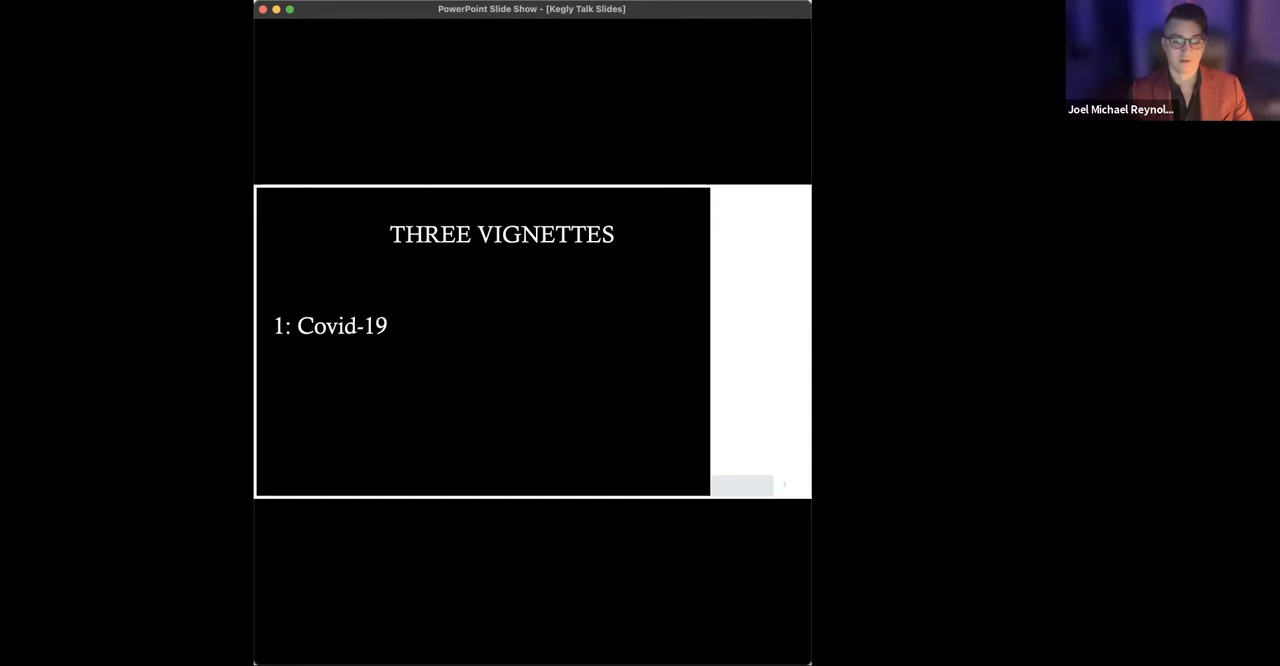 PowerPoint Slide Show - [Kegly Talk Slides]
Joel Michael Reynol...
THREE VIGNETTES
1: Covid-19